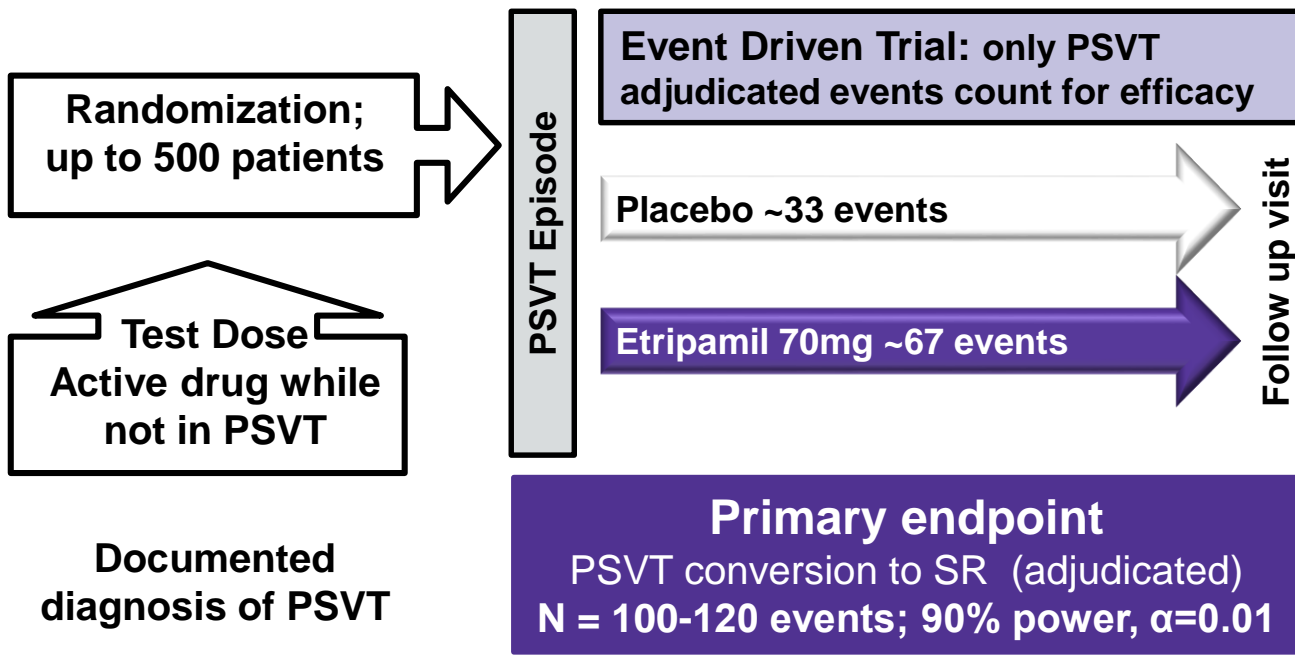 Randomization;
up to 500 patients
Test Dose
Active drug while
not in PSVT
Documented
diagnosis of PSVT
PSVT Episode
Event Driven Trial: only PSVT
adjudicated events count for efficacy
Placebo ~33 events
Etripamil 70mg ~67 events
Follow up visit
Primary endpoint
PSVT conversion to SR (adjudicated)
N = 100-120 events; 90% power, α=0.01